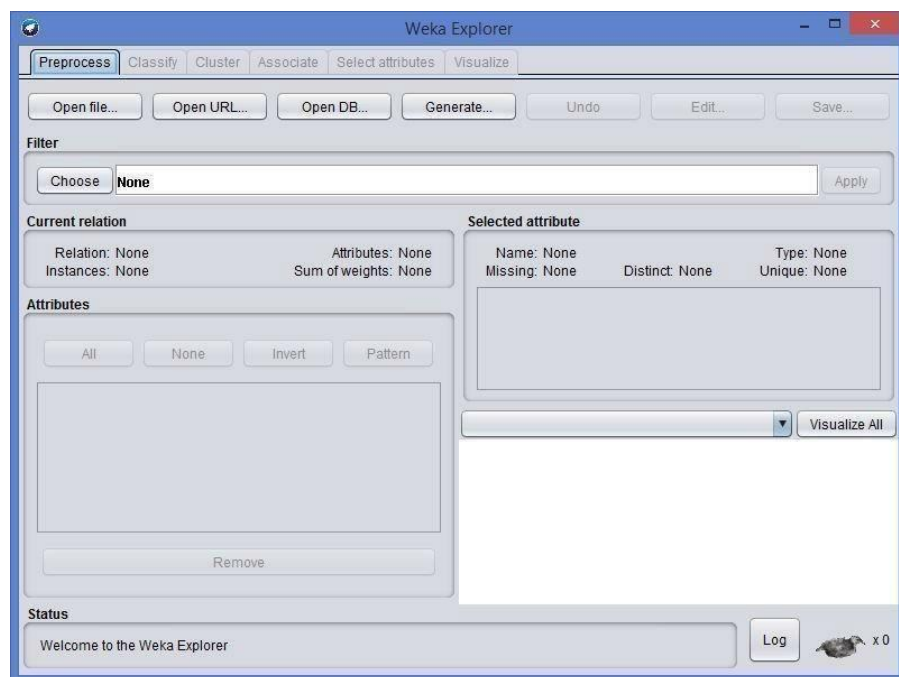 Weka Explorer
Preprocess Classify Cluster Associate Select attributes Visualize
Open file... Open URL... Open DB... Generate... Undo Edit... Save...
Filter
Choose None Apply
Current relation
Relation: None Attributes: None
Instances: None Sum of weights: None
Selected attribute
Name: None Type: None
Missing: None Distinct: None Unique: None
Attributes
All None Invert Pattern
Remove
Visualize All
Status
Welcome to the Weka Explorer
Log x 0